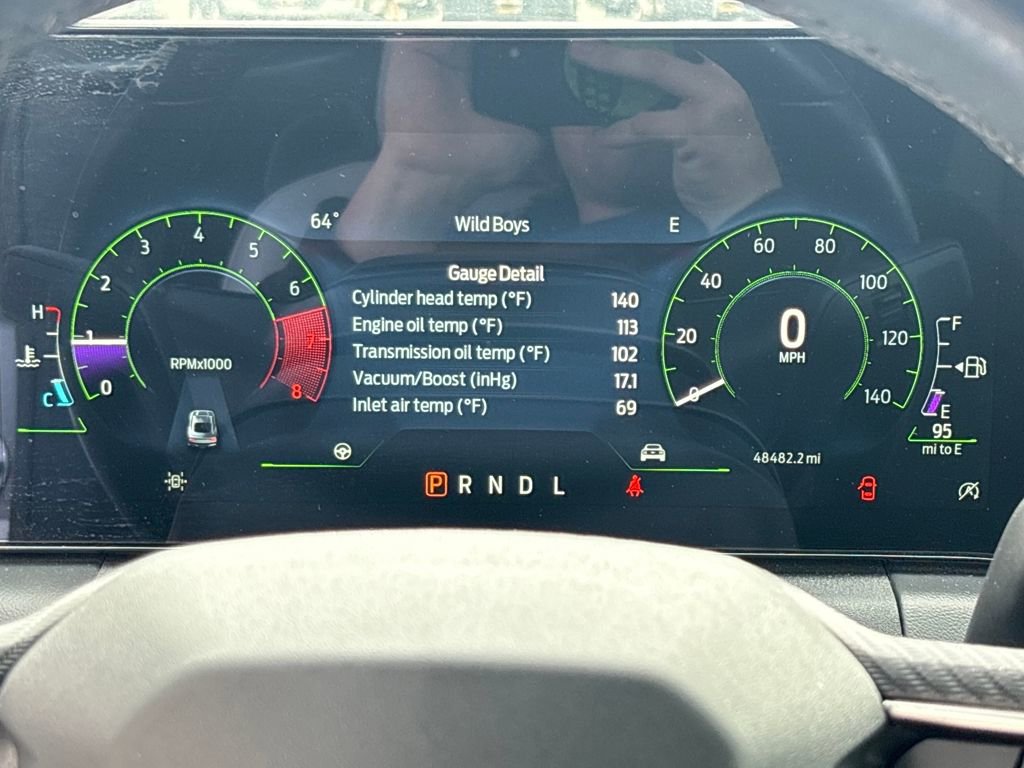 64° Wild Boys E
Gauge Detail
Cylinder head temp (°F) 140
Engine oil temp (°F) 113
Transmission oil temp (°F) 102
Vacuum/Boost (inHg) 17.1
Inlet air temp (°F) 69
0 1 2 3 4 5 6 7 8
RPMx1000
H
C
0 20 40 60 80 100 120 140
0
MPH
F
E
95
mi to E
48482.2 mi
P R N D L